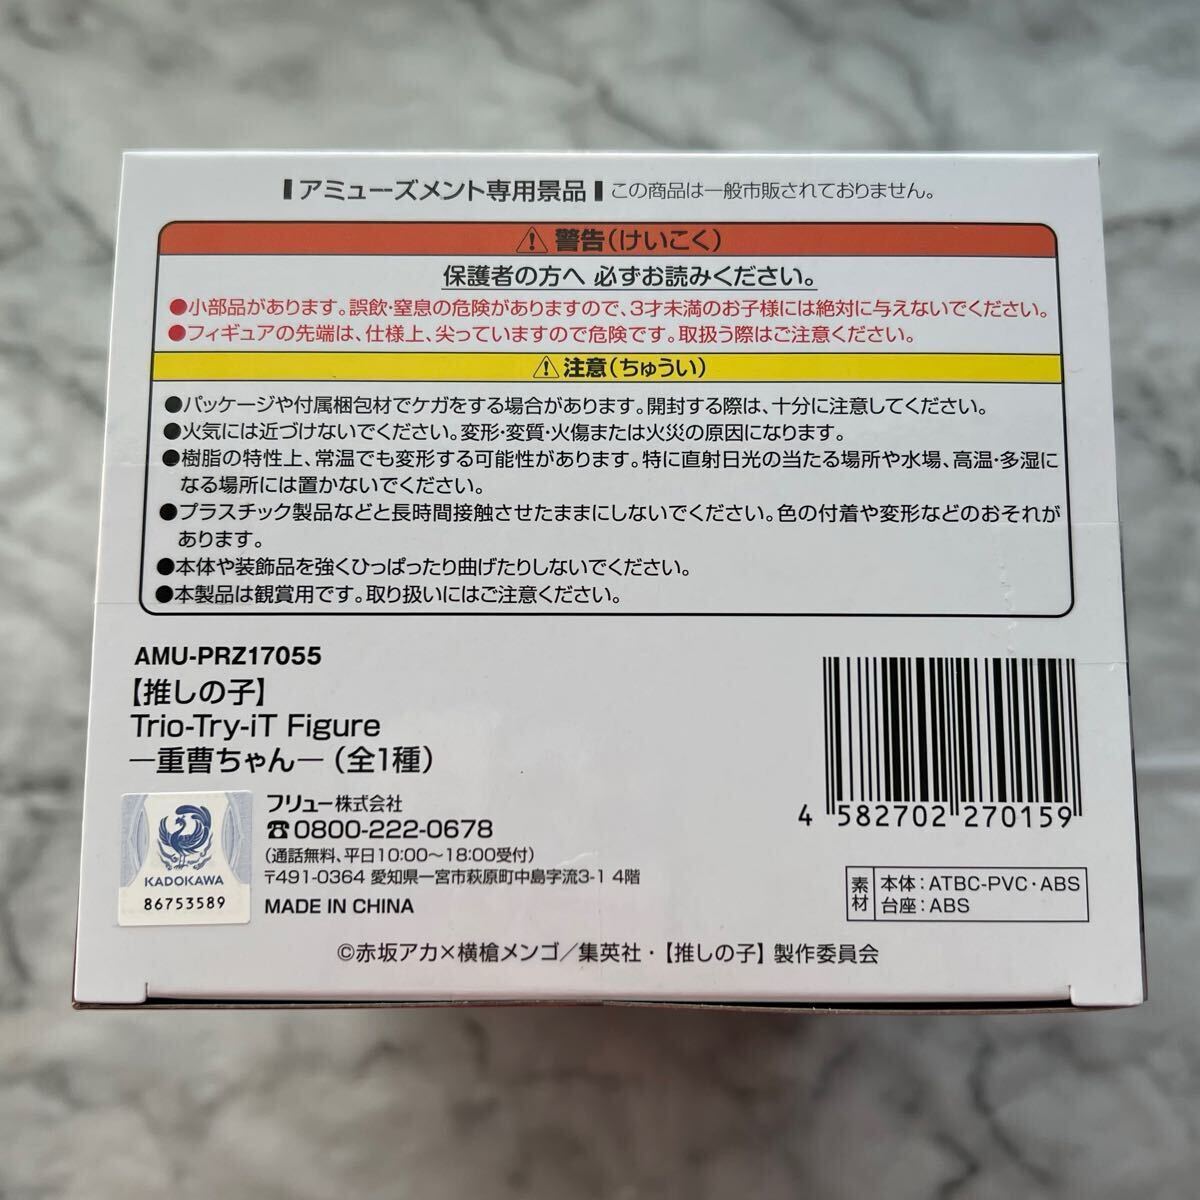 アミューズメント専用景品 この商品は一般市販されておりません。
⚠警告(けいこく)
保護者の方へ 必ずお読みください。
●小部品があります。誤飲・窒息の危険がありますので、3才未満のお子様には絶対に与えないでください。
●フィギュアの先端は、仕様上、尖っていますので危険です。取扱う際はご注意ください。
⚠注意(ちゅうい)
●パッケージや付属梱包材でケガをする場合があります。開封する際は、十分に注意してください。
●火気には近づけないでください。変形・変質・火傷または火災の原因になります。
●樹脂の特性上、常温でも変形する可能性があります。特に直射日光の当たる場所や水場、高温・多湿に
なる場所には置かないでください。
●プラスチック製品などと長時間接触させたままにしないでください。色の付着や変形などのおそれが
あります。
●本体や装飾品を強くひっぱったり曲げたりしないでください。
●本製品は観賞用です。取り扱いにはご注意ください。
AMU-PRZ17055
【推しの子】
Trio-Try-iT Figure
―重曹ちゃん―(全1種)
フリュー株式会社
☎0800-222-0678
(通話無料、平日10:00～18:00受付)
〒491-0364 愛知県一宮市萩原町中島字流3-1 4階
MADE IN CHINA
KADOKAWA
86753589
4 582702 270159
素材 本体:ATBC-PVC・ABS
台座:ABS
©赤坂アカ×横槍メンゴ/集英社・【推しの子】製作委員会